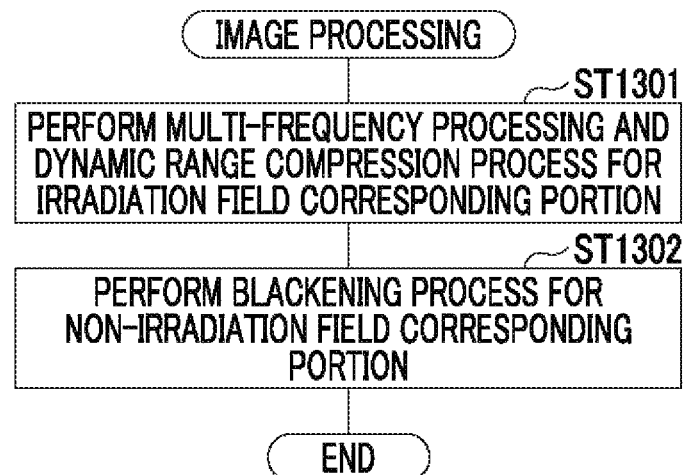 IMAGE PROCESSING
ST1301
PERFORM MULTI-FREQUENCY PROCESSING AND
DYNAMIC RANGE COMPRESSION PROCESS FOR
IRRADIATION FIELD CORRESPONDING PORTION
ST1302
PERFORM BLACKENING PROCESS FOR
NON-IRRADIATION FIELD CORRESPONDING
PORTION
END